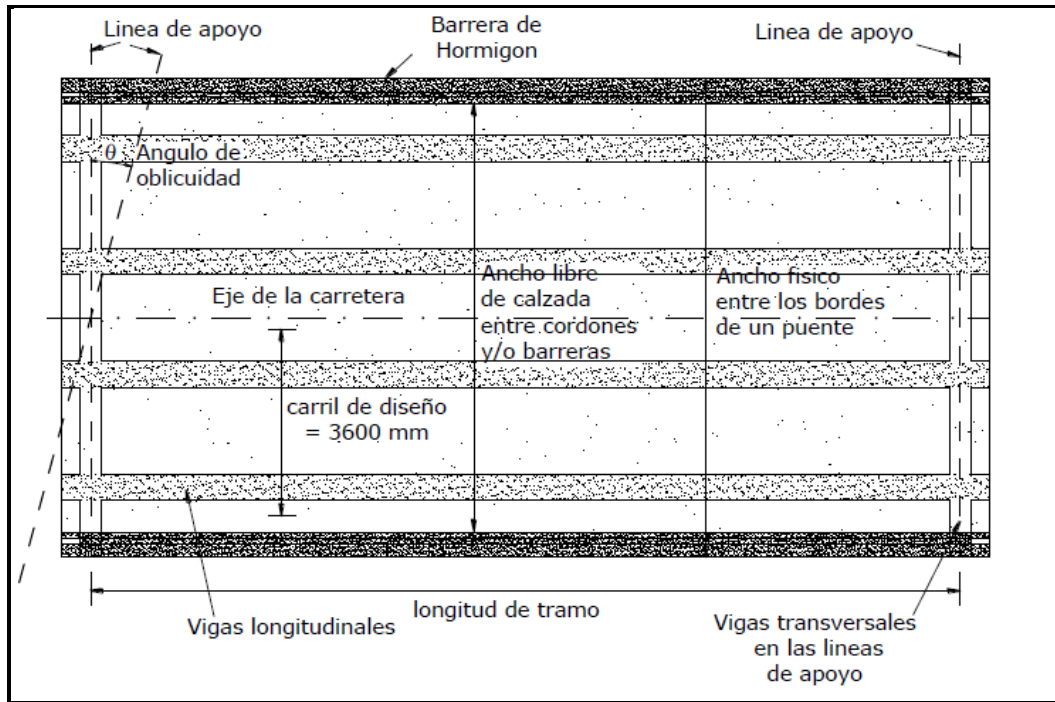 Linea de apoyo
Barrera de
Hormigon
Linea de apoyo
θ Angulo de
oblicuidad
Eje de la carretera
Ancho libre
de calzada
entre cordones
y/o barreras
Ancho fisico
entre los bordes
de un puente
carril de diseño
= 3600 mm
longitud de tramo
Vigas longitudinales
Vigas transversales
en las lineas
de apoyo